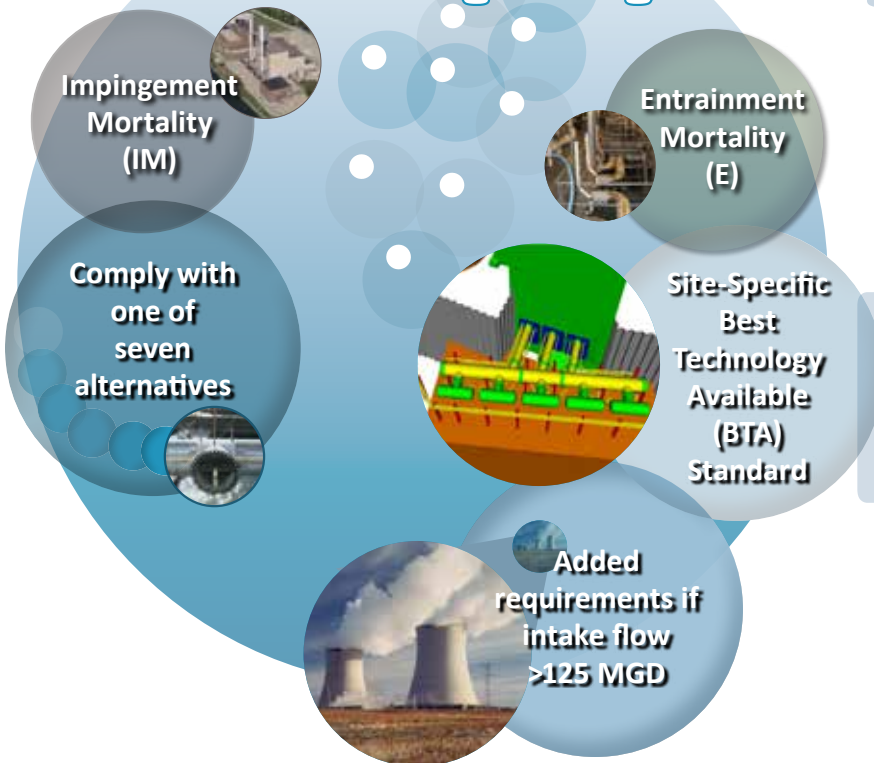 Impingement
Mortality
(IM)
Entrainment
Mortality
(E)
Comply with
one of
seven
alternatives
Site-Specific
Best
Technology
Available
(BTA)
Standard
Added
requirements if
intake flow
>125 MGD